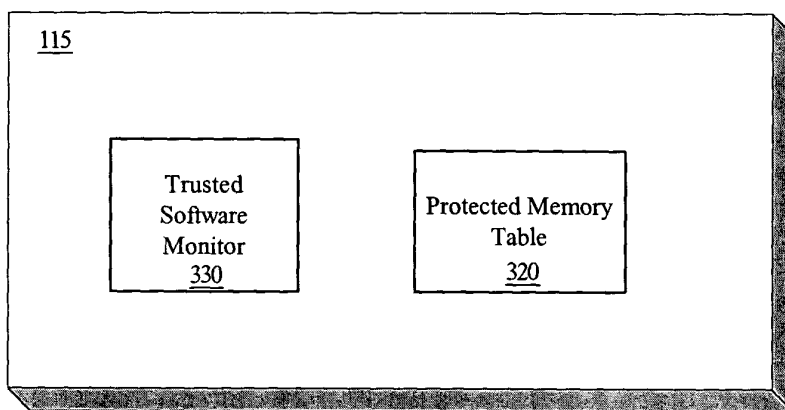 115
Trusted
Software
Monitor
330
Protected Memory
Table
320